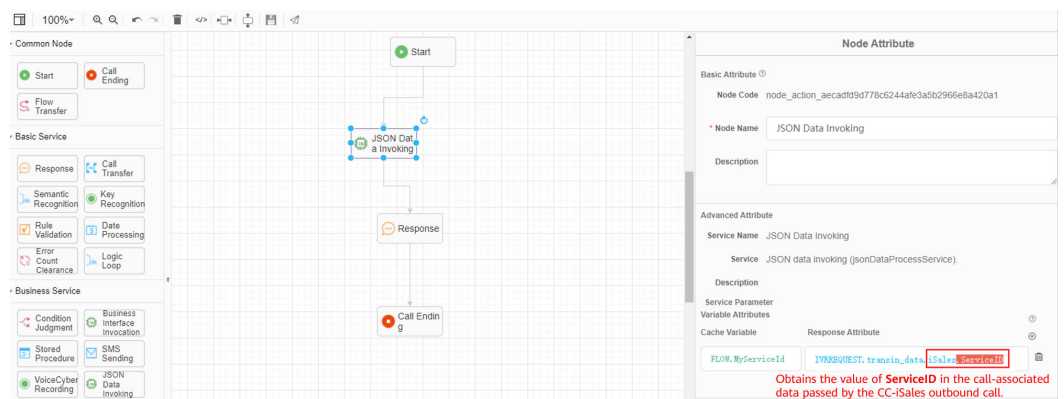 100%
Common Node
Start
Call
Ending
Flow
Transfer
Basic Service
Response
Call
Transfer
Semantic
Recognition
Key
Recognition
Rule
Validation
Date
Processing
Error
Count
Clearance
Logic
Loop
Business Service
Condition
Judgment
Business
Interface
Invocation
Stored
Procedure
SMS
Sending
VoiceCyber
Recording
JSON
Data
Invoking
Start
JSON Dat
a Invoking
Response
Call Endin
g
Node Attribute
Basic Attribute
Node Code node_action_aecadfd9d778c6244afe3a5b2966e8a420a1
* Node Name JSON Data Invoking
Description
Advanced Attribute
Service Name JSON Data Invoking
Service JSON data invoking (jsonDataProcessService).
Description
Service Parameter
Variable Attributes
Cache Variable Response Attribute
FLOW.MyServiceId IVRREQUEST.transin_data.iSales.ServiceID
Obtains the value of ServiceID in the call-associated
data passed by the CC-iSales outbound call.